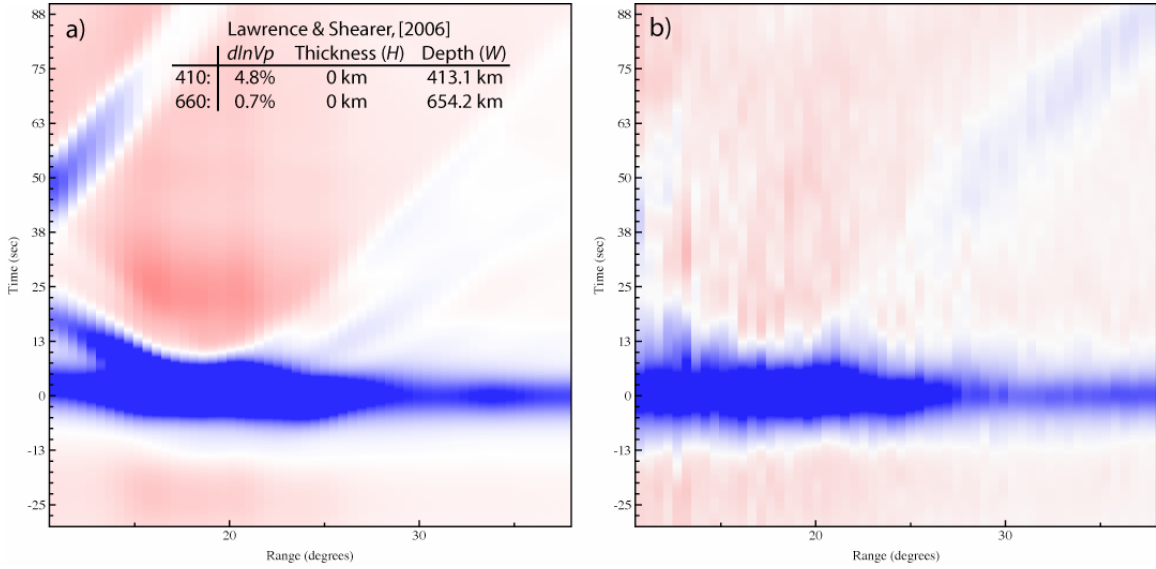 a)
Lawrence & Shearer, [2006]
dlnVp Thickness (H) Depth (W)
410: 4.8% 0 km 413.1 km
660: 0.7% 0 km 654.2 km
88
75
63
50
38
25
13
0
-13
-25
Time (sec)
20
30
Range (degrees)
b)
88
75
63
50
38
25
13
0
-13
-25
Time (sec)
20
30
Range (degrees)